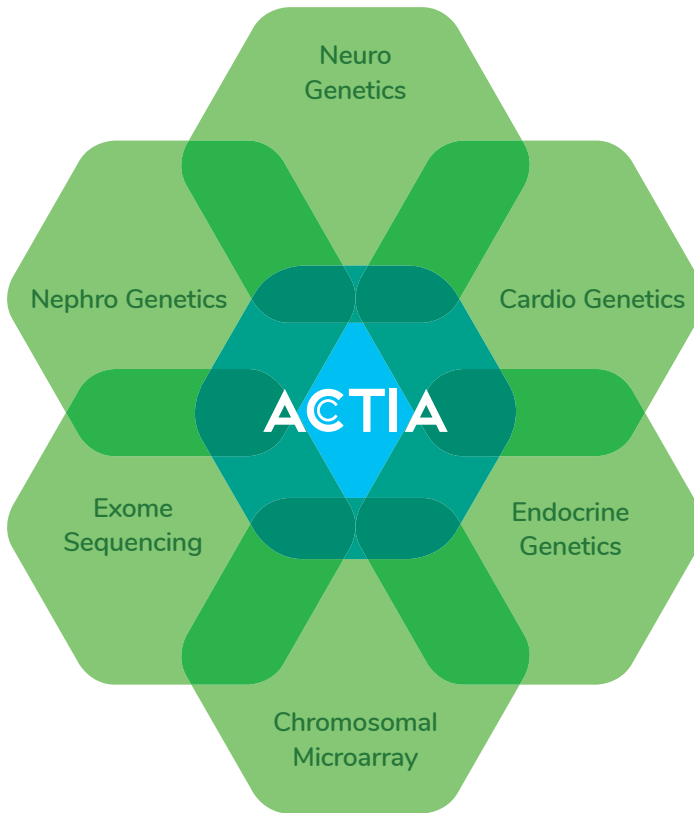 Neuro
Genetics
Nephro Genetics
Cardio Genetics
ACTIA
Exome
Sequencing
Endocrine
Genetics
Chromosomal
Microarray